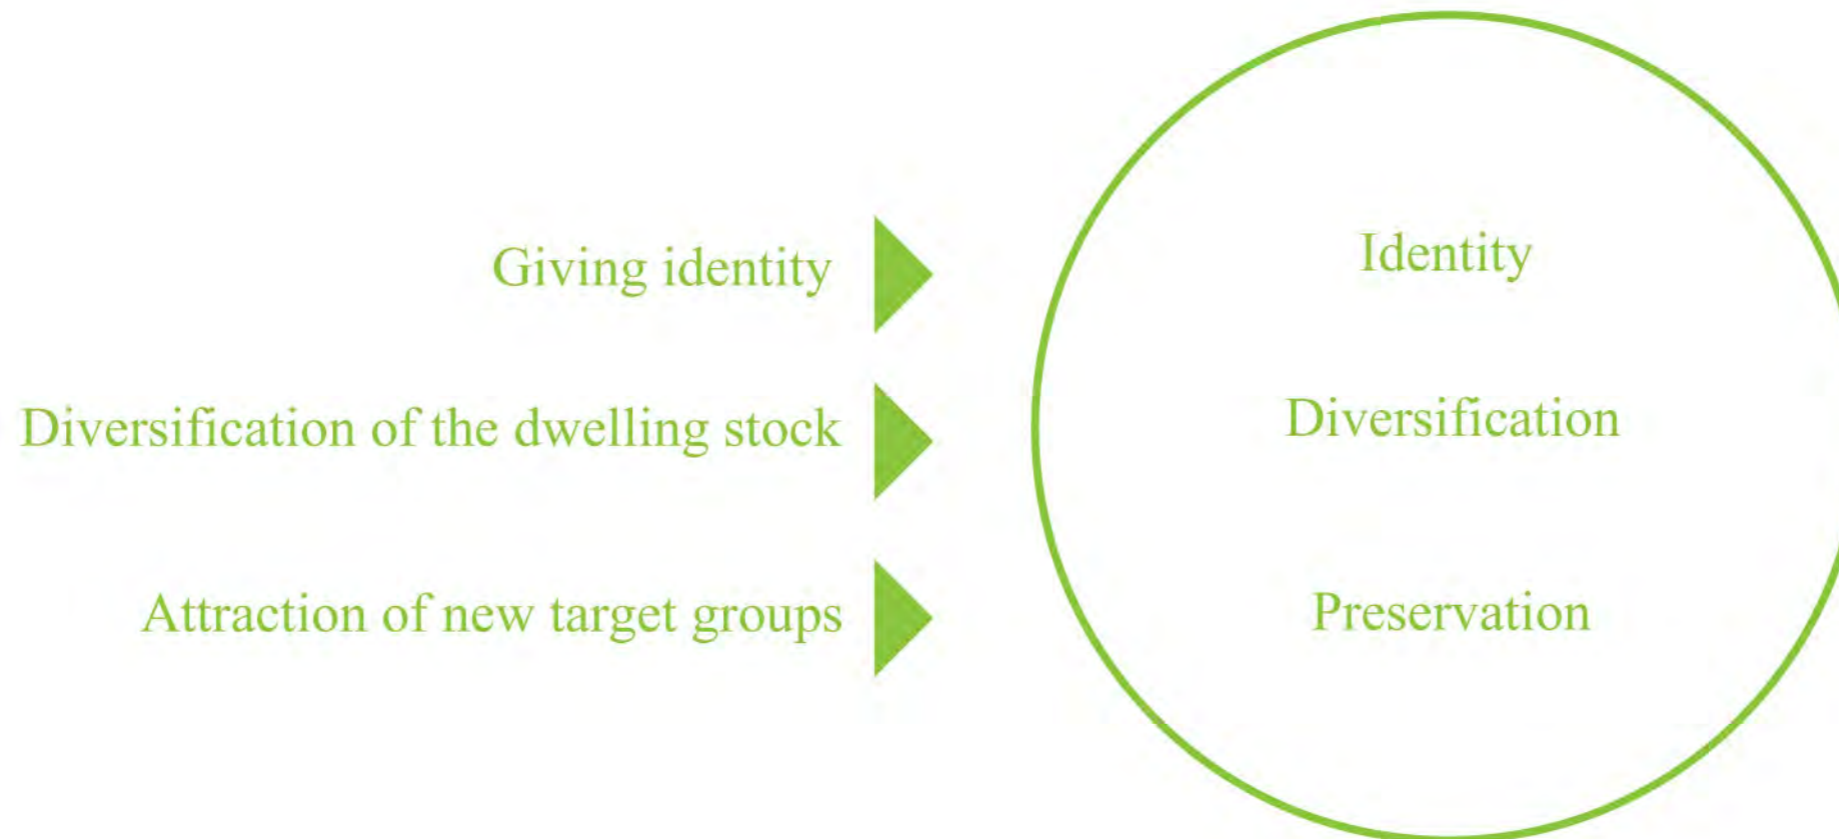 Giving identity
Identity
Diversification of the dwelling stock
Diversification
Attraction of new target groups
Preservation